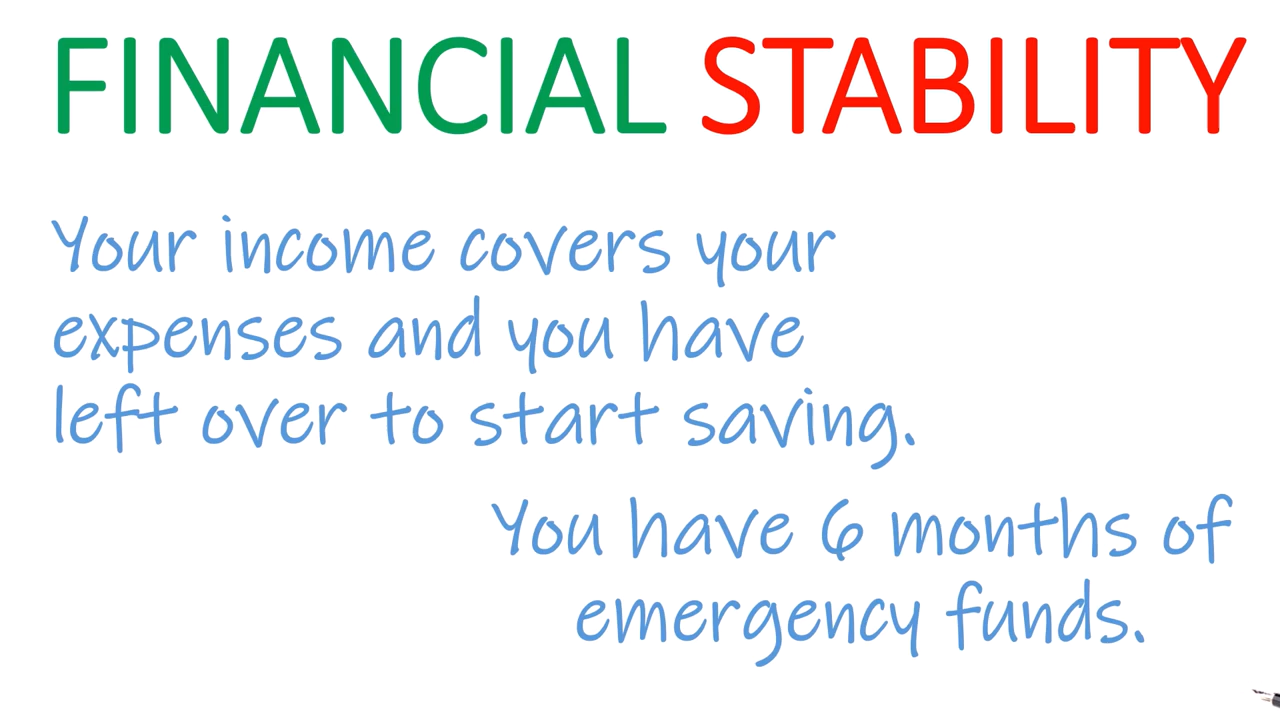 FINANCIAL STABILITY
Your income covers your
expenses and you have
left over to start saving.
You have 6 months of
emergency funds.